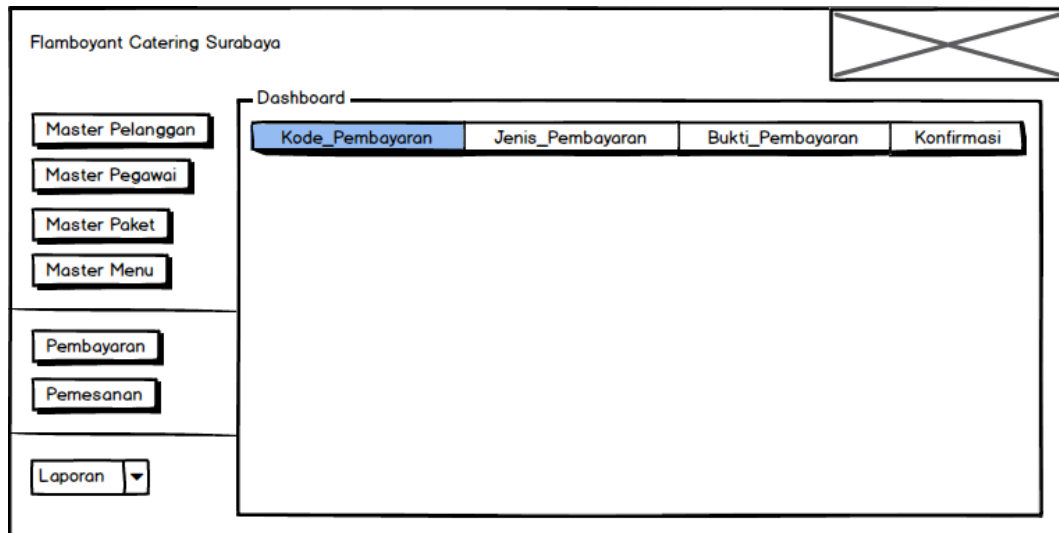 Flamboyant Catering Surabaya
Dashboard
Master Pelanggan
Master Pegawai
Master Paket
Master Menu
Pembayaran
Pemesanan
Laporan
Kode_Pembayaran Jenis_Pembayaran Bukti_Pembayaran Konfirmasi